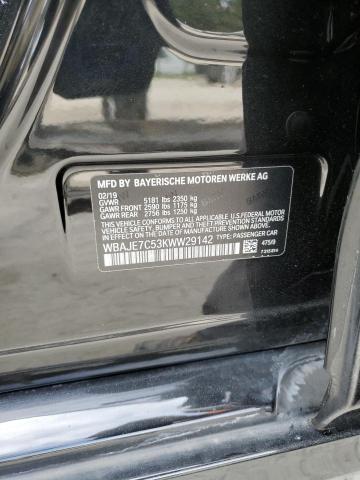 MFD BY BAYERISCHE MOTOREN WERKE AG
02/19
GVWR 5181 lbs 2350 kg
GAWR FRONT 2590 lbs 1175 kg
GAWR REAR 2756 lbs 1250 kg
THIS VEHICLE CONFORMS TO ALL APPLICABLE U.S. FEDERAL MOTOR
VEHICLE SAFETY, BUMPER, AND THEFT PREVENTION STANDARDS IN
EFFECT ON THE DATE OF MANUFACTURE SHOWN ABOVE.
WBAJE7C53KWW29142 TYPE: PASSENGER CAR
475/9